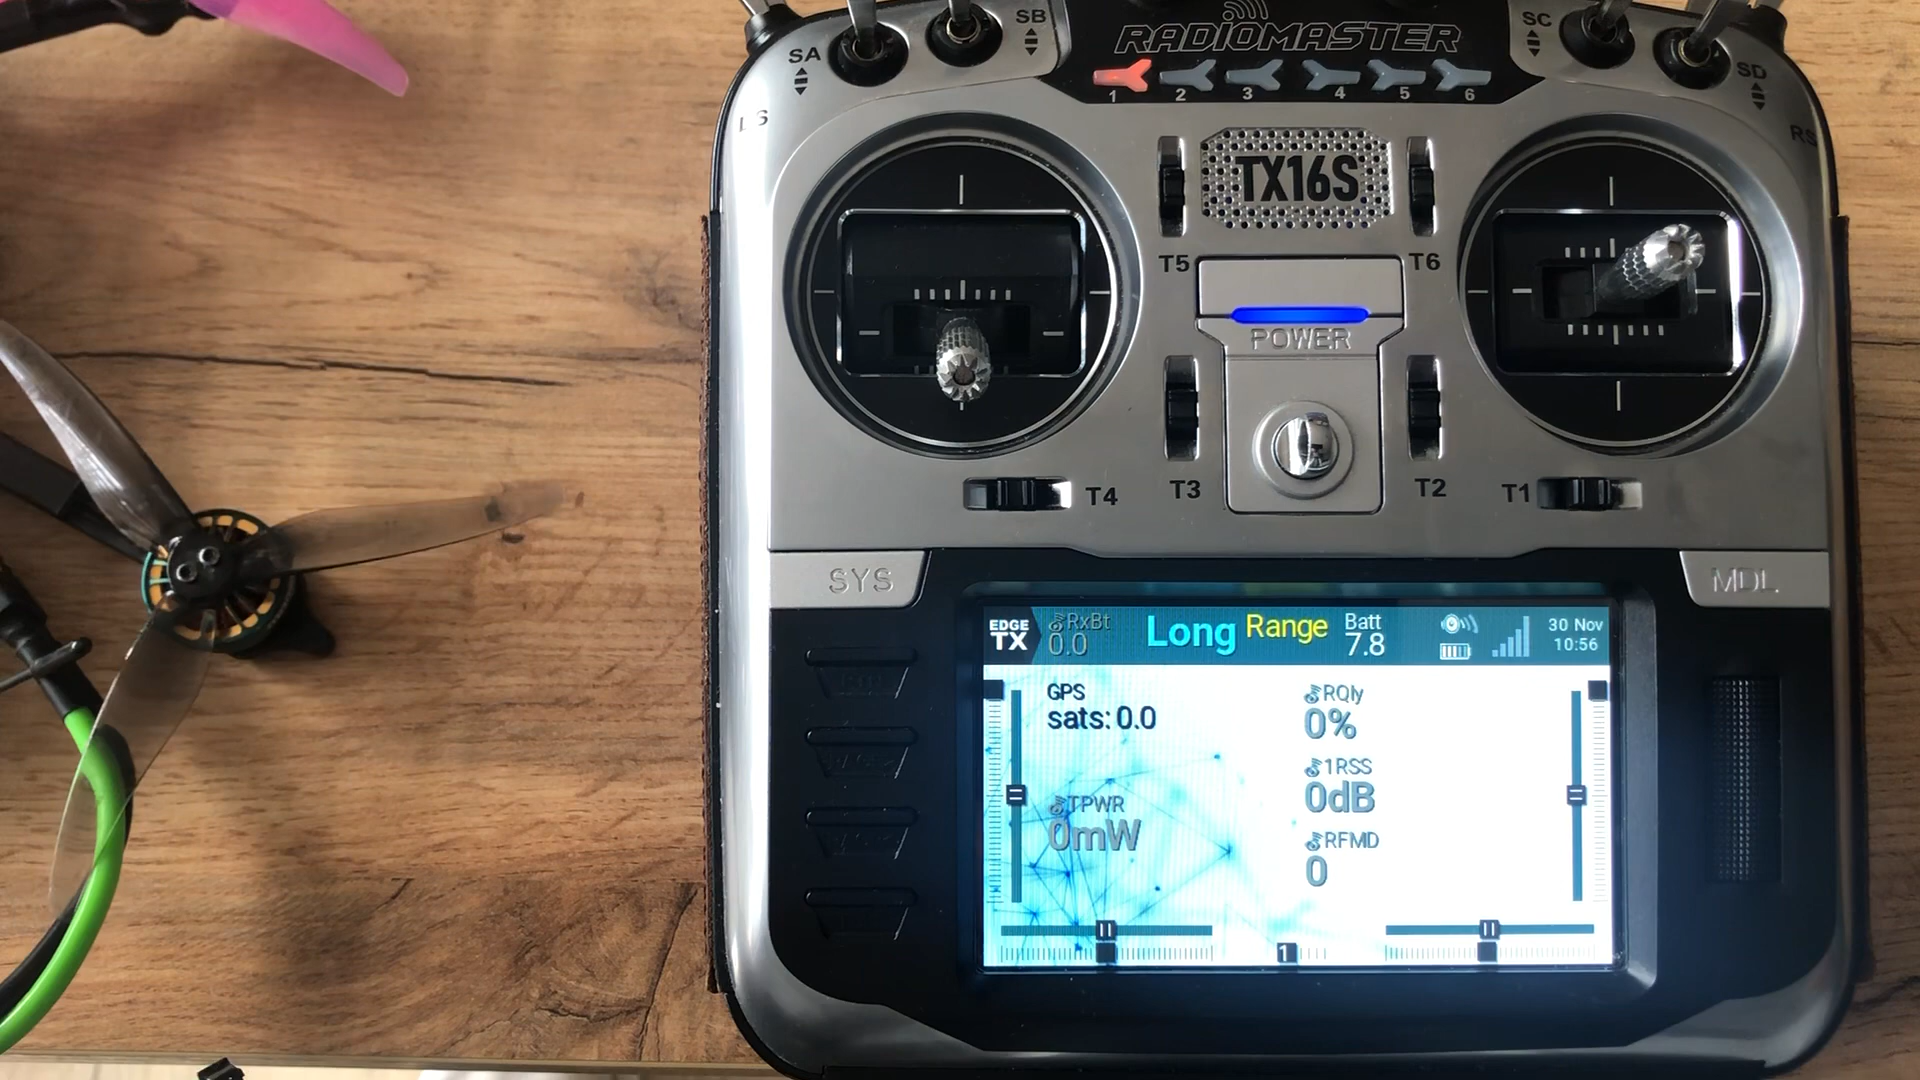 SA
SB
RADIOMASTER
SC
SD
1 2 3 4 5 6
S1
RS
TX16S
T5
T6
POWER
T4
T3
T2
T1
SYS
MDL
EDGE
TX
RxBt
0.0
Long Range
Batt
7.8
30 Nov
10:56
GPS
sats: 0.0
RQly
0%
1RSS
0dB
TPWR
0mW
RFMD
0
1